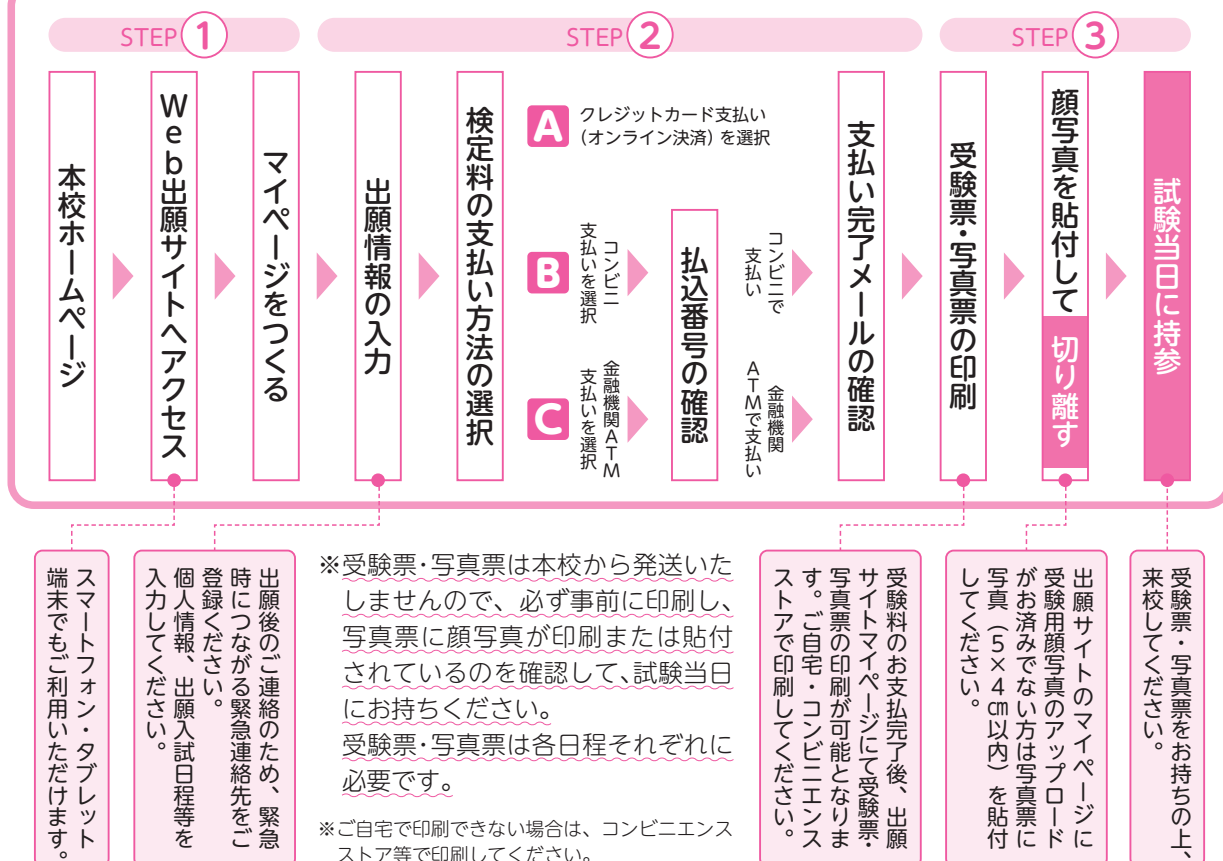 STEP 1
本校ホームページ
Web出願サイトへアクセス
マイページをつくる
STEP 2
出願情報の入力
検定料の支払い方法の選択
A
クレジットカード支払い
（オンライン決済）を選択
B
コンビニ
支払いを選択
C
金融機関ATM
支払いを選択
払込番号の確認
コンビニで
支払い
金融機関
ATMで支払い
支払い完了メールの確認
STEP 3
受験票・写真票の印刷
顔写真を貼付して
切り離す
試験当日に持参
スマートフォン・タブレット
端末でもご利用いただけます。
出願後のご連絡のため、緊急
時につながる緊急連絡先をご
登録ください。
個人情報、出願入試日程等を
入力してください。
※受験票・写真票は本校から発送いた
しませんので、必ず事前に印刷し、
写真票に顔写真が印刷または貼付
されているのを確認して、試験当日
にお持ちください。
受験票・写真票は各日程それぞれに
必要です。
※ご自宅で印刷できない場合は、コンビニエンス
ストア等で印刷してください。
受験料のお支払完了後、出願
サイトマイページにて受験票・
写真票の印刷が可能となりま
す。ご自宅・コンビニエンス
ストアで印刷してください。
出願サイトのマイページに
受験用顔写真のアップロード
がお済みでない方は写真票に
写真（5×4㎝以内）を貼付
してください。
受験票・写真票をお持ちの上、
来校してください。